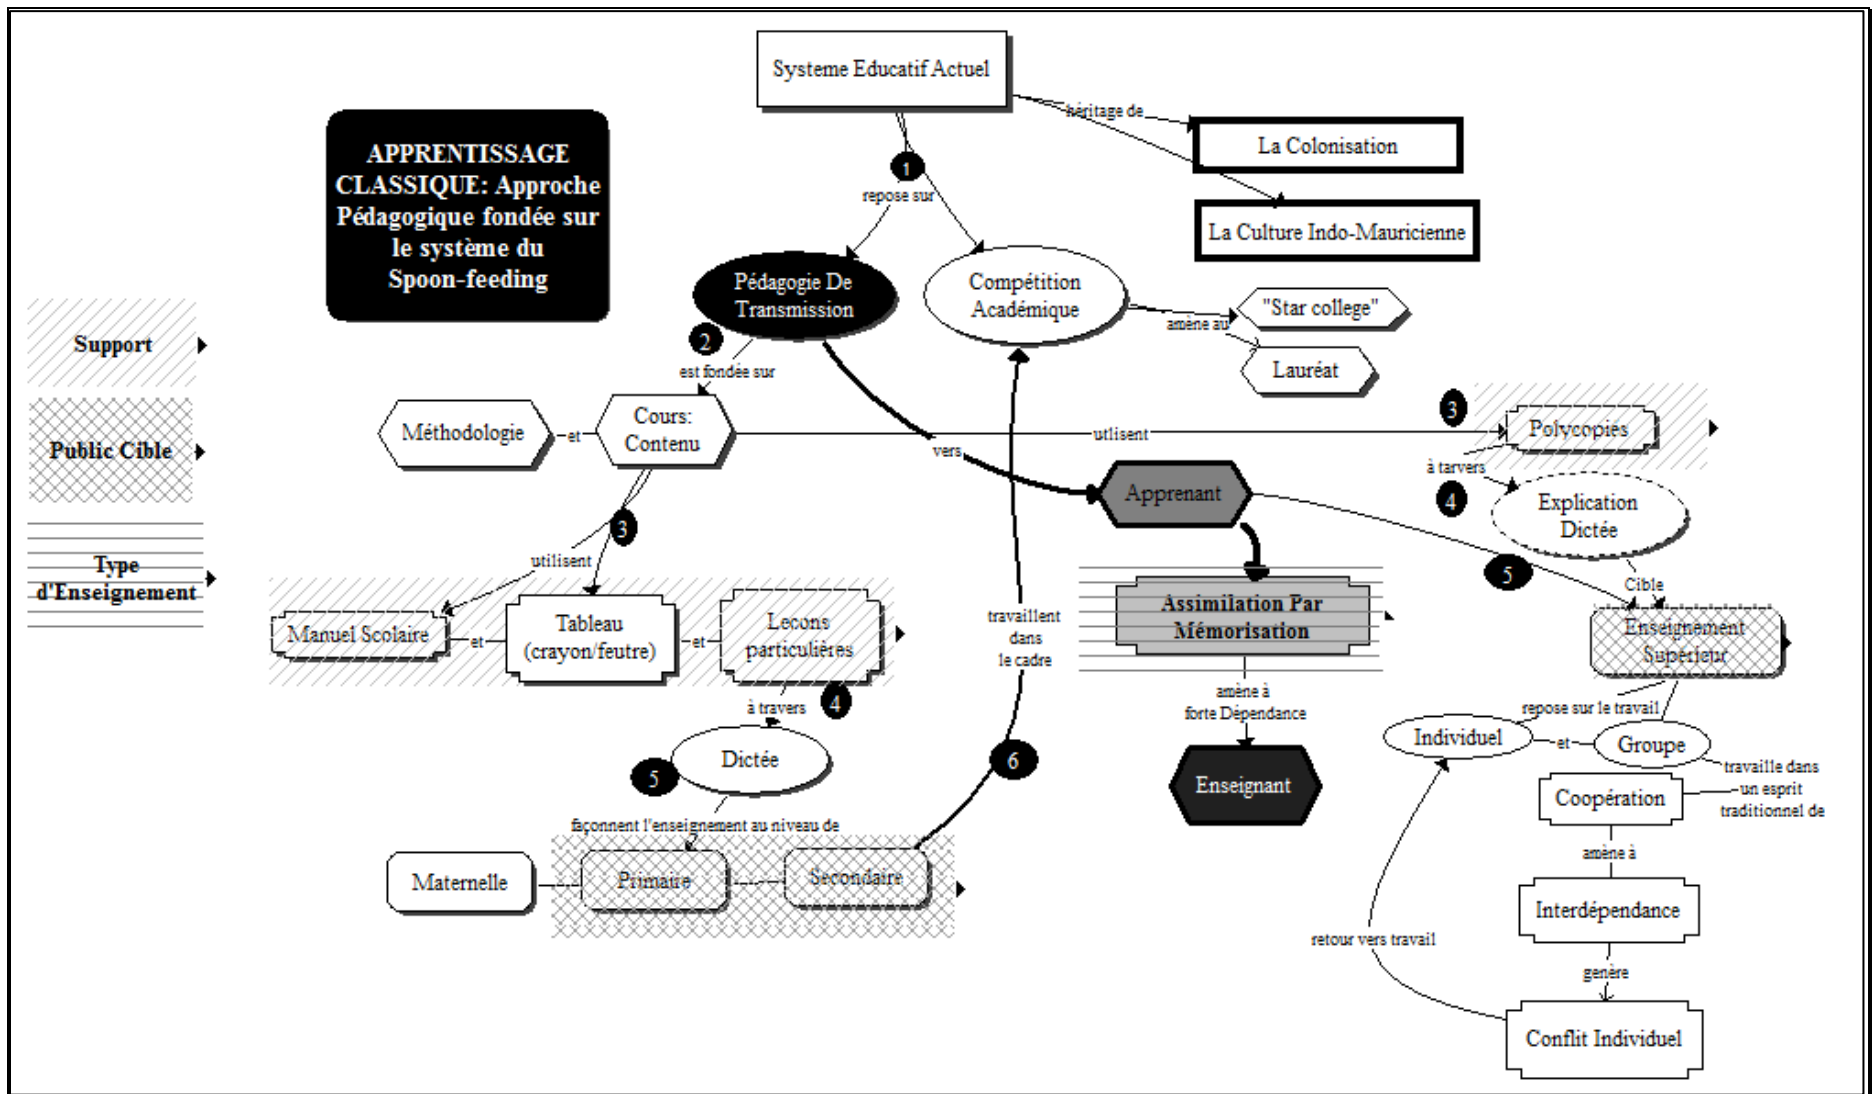 Systeme Educatif Actuel
héritage de
La Colonisation
La Culture Indo-Mauricienne
APPRENTISSAGE
CLASSIQUE: Approche
Pédagogique fondée sur
le système du
Spoon-feeding
1
repose sur
Pédagogie De
Transmission
Compétition
Académique
amène au
"Star college"
Lauréat
Support
Public Cible
Type
d'Enseignement
2
est fondée sur
Méthodologie
et
Cours:
Contenu
utlisent
3
Polycopiés
vers
Apprenant
à tarvers
4
Explication
Dictée
3
utilisent
5
Cible
Manuel Scolaire
et
Tableau
(crayon/feutre)
et
Lecons
particulières
travaillent
dans
le cadre
Assimilation Par
Mémorisation
Enseignement
Supérieur
à travers
4
amène à
forte Dépendance
repose sur le travail
Individuel
et
Groupe
Dictée
5
6
Enseignant
travaille dans
un esprit
traditionnel de
Coopération
façonnent l'enseignement au niveau de
Maternelle
Primaire
Secondaire
amène à
Interdépendance
retour vers travail
genère
Conflit Individuel